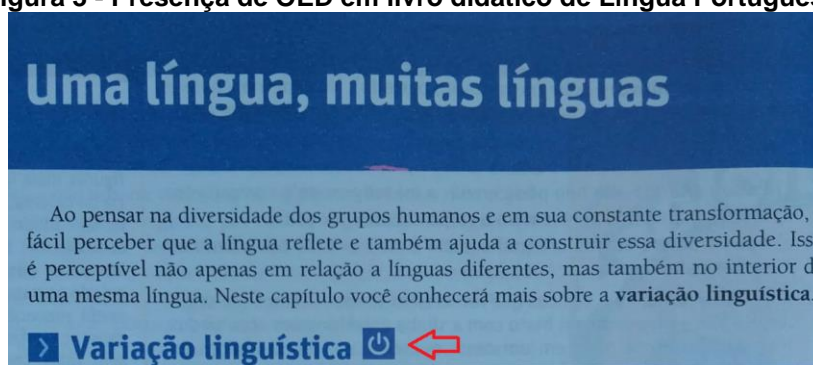 igura 3 - Presença de OED em livro didático de Língua Portugues
Uma língua, muitas línguas
Ao pensar na diversidade dos grupos humanos e em sua constante transformação,
fácil perceber que a língua reflete e também ajuda a construir essa diversidade. Iss
é perceptível não apenas em relação a línguas diferentes, mas também no interior d
uma mesma língua. Neste capítulo você conhecerá mais sobre a variação linguística.
Variação linguística